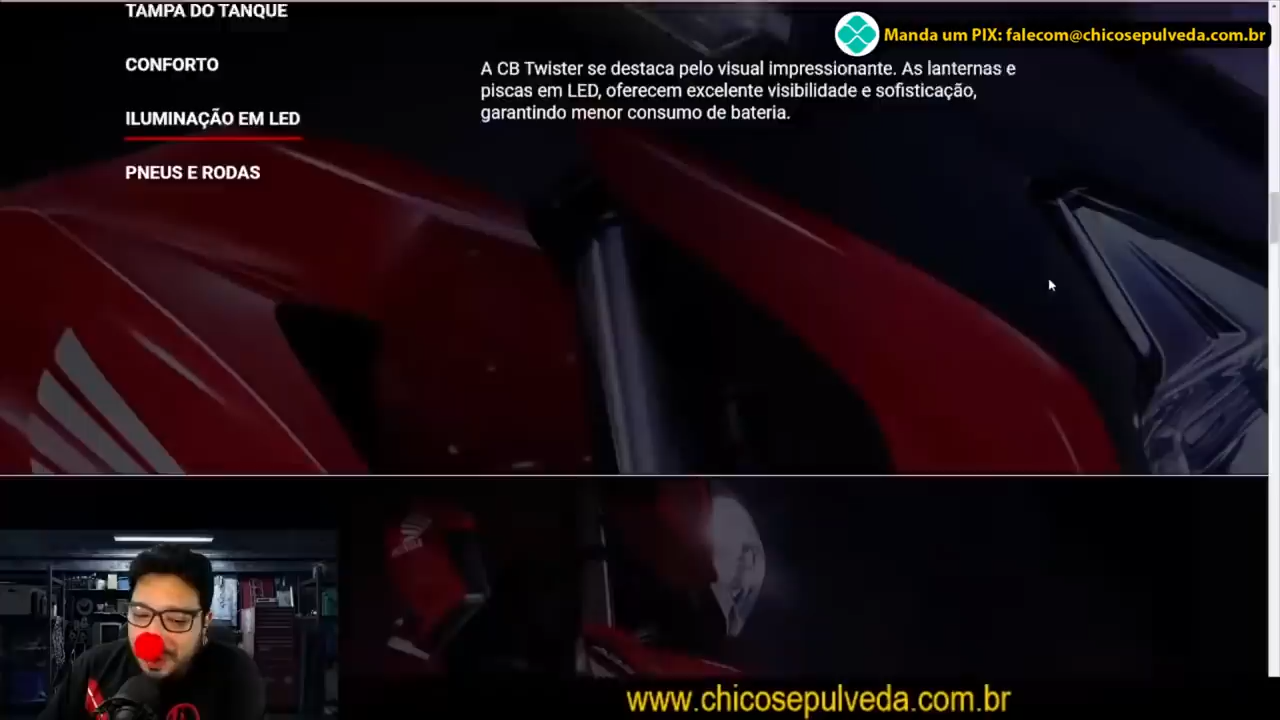 TAMPA DO TANQUE
Manda um PIX: falecom@chicosepulveda.com.br
CONFORTO
A CB Twister se destaca pelo visual impressionante. As lanternas e
piscas em LED, oferecem excelente visibilidade e sofisticação,
garantindo menor consumo de bateria.
ILUMINAÇÃO EM LED
PNEUS E RODAS
www.chicosepulveda.com.br